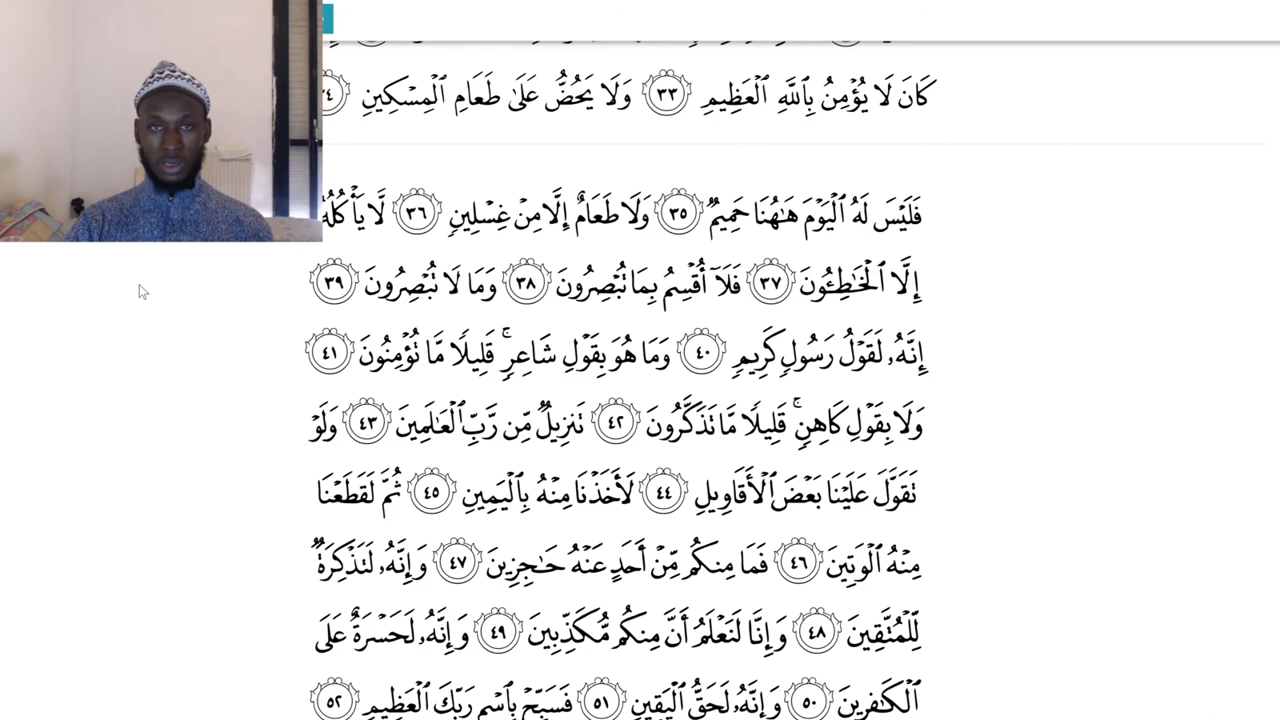 كَانَ لَا يُؤْمِنُ بِٱللَّهِ ٱلْعَظِيمِ ٣٣ وَلَا يَحُضُّ عَلَىٰ طَعَامِ ٱلْمِسْكِينِ
فَلَيْسَ لَهُ ٱلْيَوْمَ هَـٰهُنَا حَمِيمٌ ٣٥ وَلَا طَعَامٌ إِلَّا مِنْ غِسْلِينٍ ٣٦ لَّا يَأْكُلُهُ
إِلَّا ٱلْخَـٰطِـُٔونَ ٣٧ فَلَآ أُقْسِمُ بِمَا تُبْصِرُونَ ٣٨ وَمَا لَا تُبْصِرُونَ ٣٩
إِنَّهُۥ لَقَوْلُ رَسُولٍ كَرِيمٍ ٤٠ وَمَا هُوَ بِقَوْلِ شَاعِرٍ ۚ قَلِيلًا مَّا تُؤْمِنُونَ ٤١
وَلَا بِقَوْلِ كَاهِنٍ ۚ قَلِيلًا مَّا تَذَكَّرُونَ ٤٢ تَنزِيلٌ مِّن رَّبِّ ٱلْعَـٰلَمِينَ ٤٣ وَلَوْ
تَقَوَّلَ عَلَيْنَا بَعْضَ ٱلْأَقَاوِيلِ ٤٤ لَأَخَذْنَا مِنْهُ بِٱلْيَمِينِ ٤٥ ثُمَّ لَقَطَعْنَا
مِنْهُ ٱلْوَتِينَ ٤٦ فَمَا مِنكُم مِّنْ أَحَدٍ عَنْهُ حَـٰجِزِينَ ٤٧ وَإِنَّهُۥ لَتَذْكِرَةٌ
لِّلْمُتَّقِينَ ٤٨ وَإِنَّا لَنَعْلَمُ أَنَّ مِنكُم مُّكَذِّبِينَ ٤٩ وَإِنَّهُۥ لَحَسْرَةٌ عَلَى
ٱلْكَـٰفِرِينَ ٥٠ وَإِنَّهُۥ لَحَقُّ ٱلْيَقِينِ ٥١ فَسَبِّحْ بِٱسْمِ رَبِّكَ ٱلْعَظِيمِ ٥٢